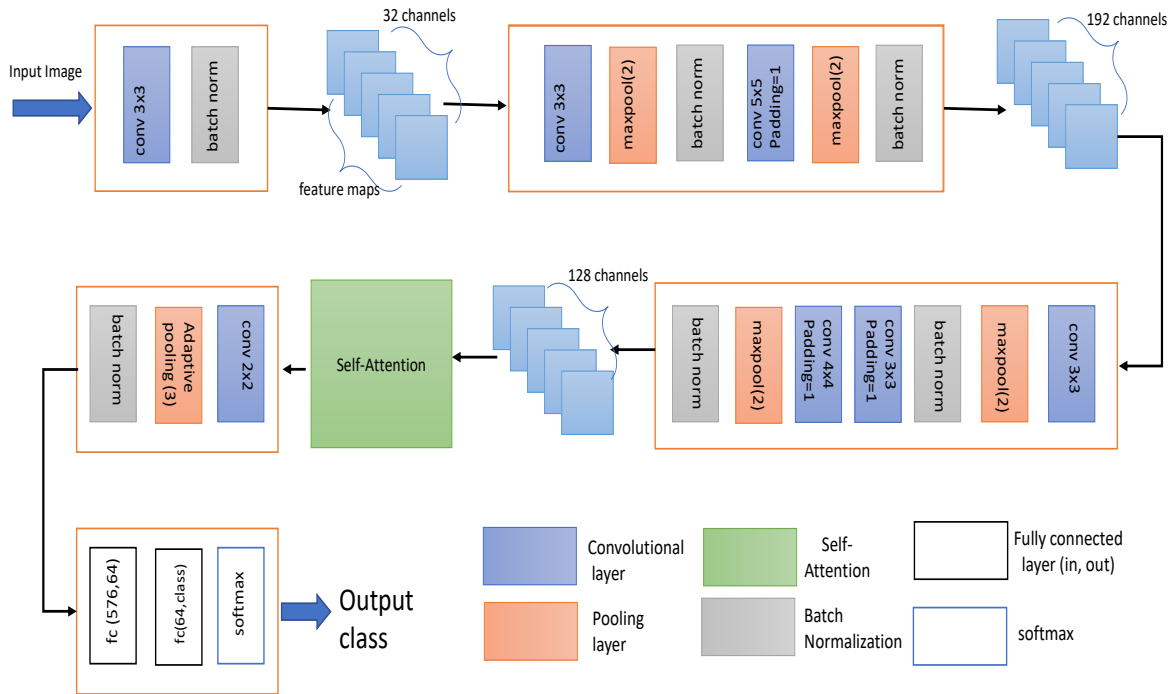 Input Image
conv 3x3
batch norm
32 channels
feature maps
conv 3x3
maxpool(2)
batch norm
conv 5x5
Padding=1
maxpool(2)
batch norm
192 channels
conv 3x3
maxpool(2)
batch norm
conv 3x3
Padding=1
conv 4x4
Padding=1
maxpool(2)
batch norm
128 channels
Self-Attention
conv 2x2
Adaptive
pooling (3)
batch norm
fc (576,64)
fc(64,class)
softmax
Output
class
Convolutional
layer
Self-
Attention
Fully connected
layer (in, out)
Pooling
layer
Batch
Normalization
softmax